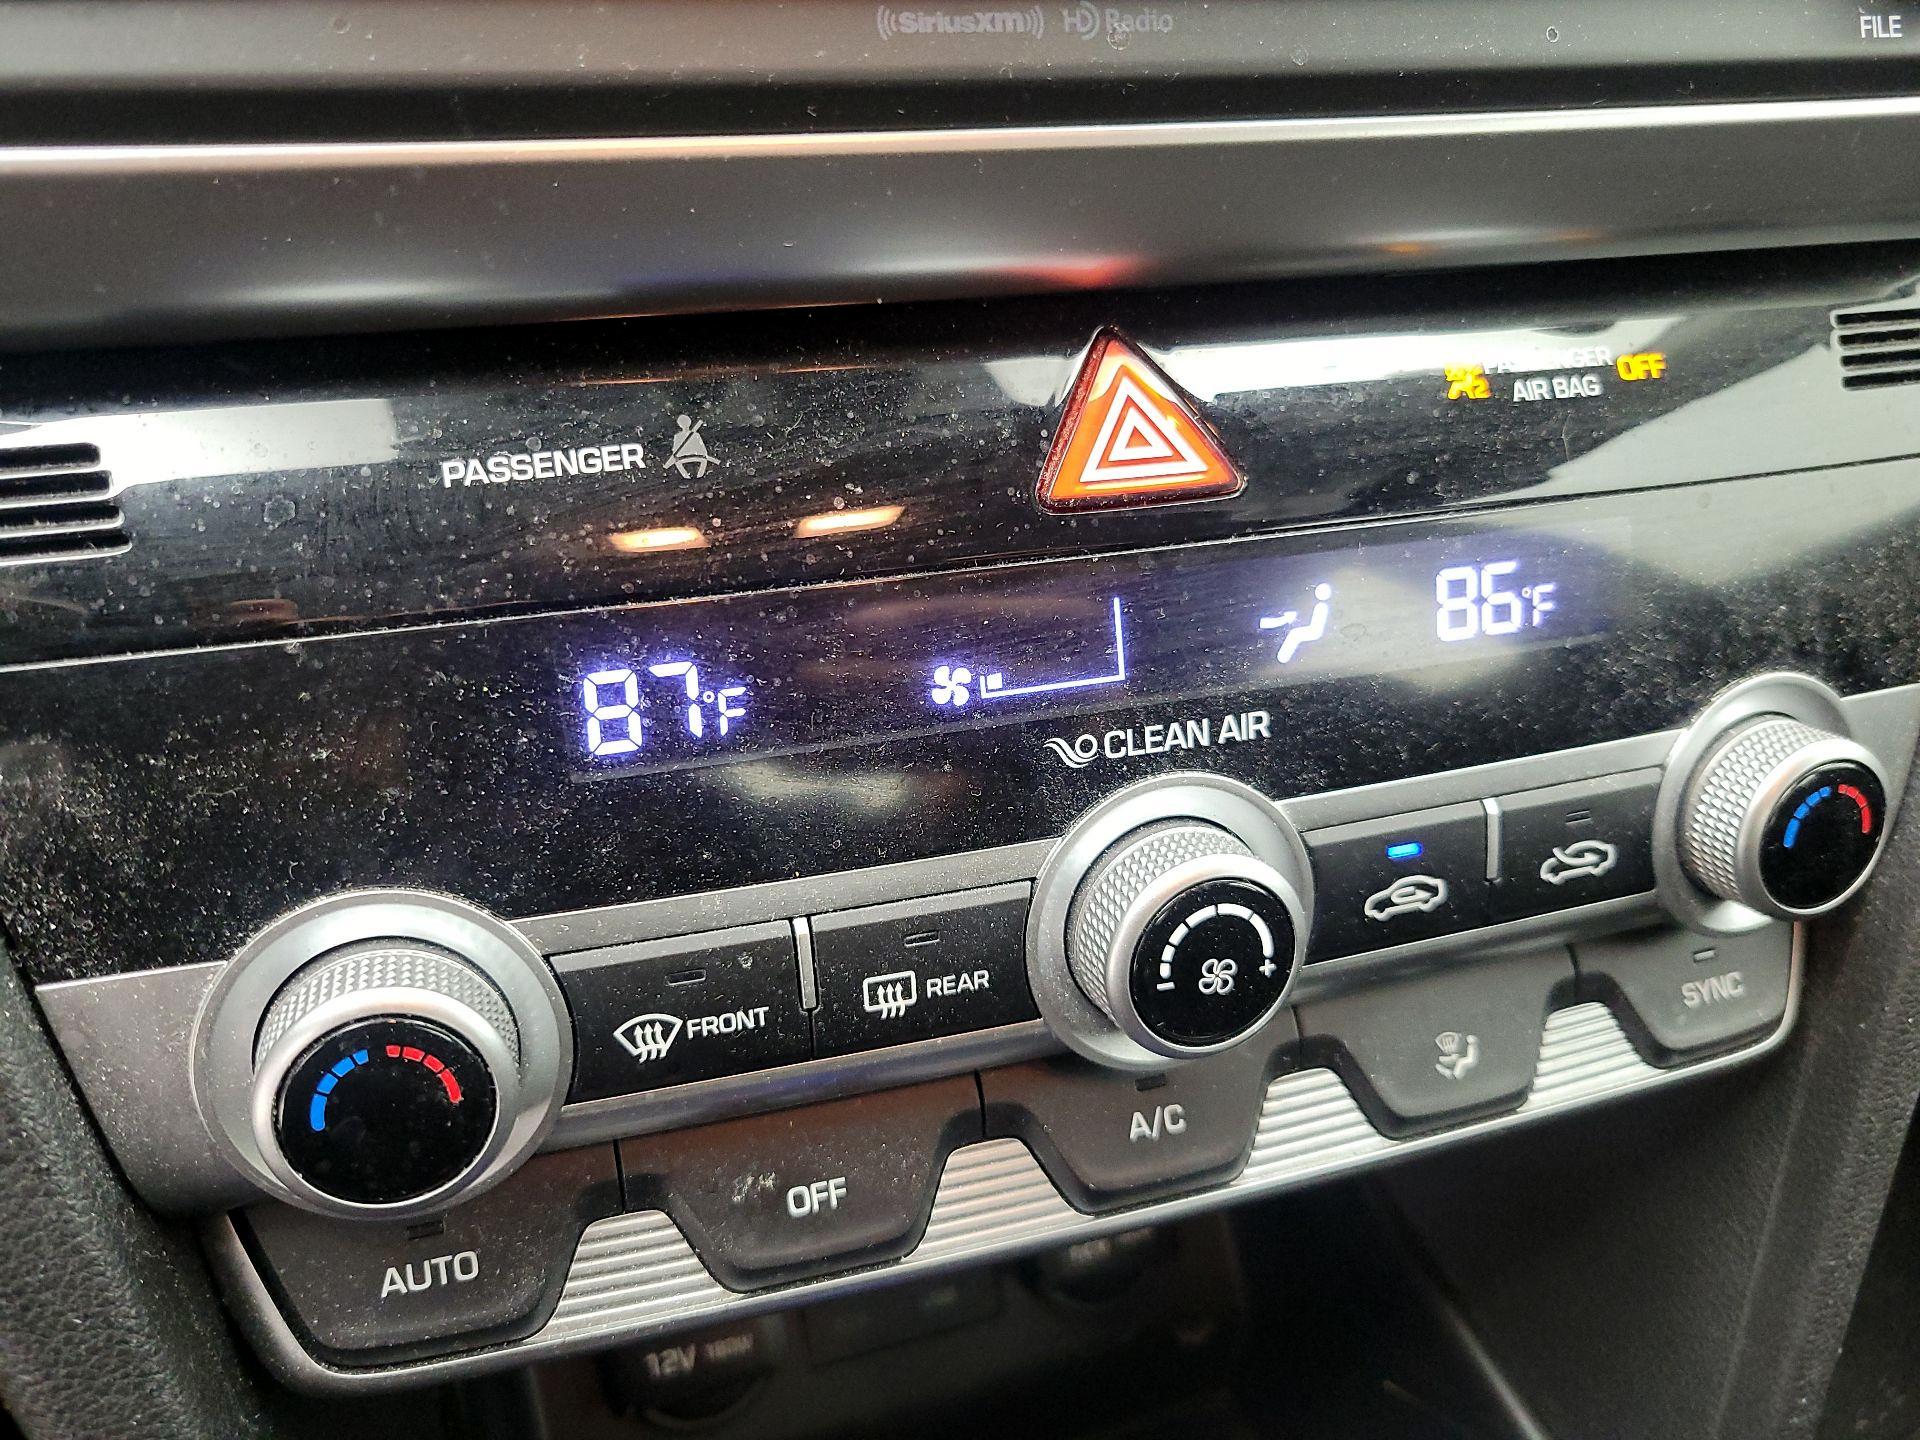 SiriusXM HD Radio
FILE
PASSENGER
PASSENGER OFF
AIR BAG
87°F
86°F
CLEAN AIR
FRONT
REAR
SYNC
A/C
OFF
AUTO
12V 180W